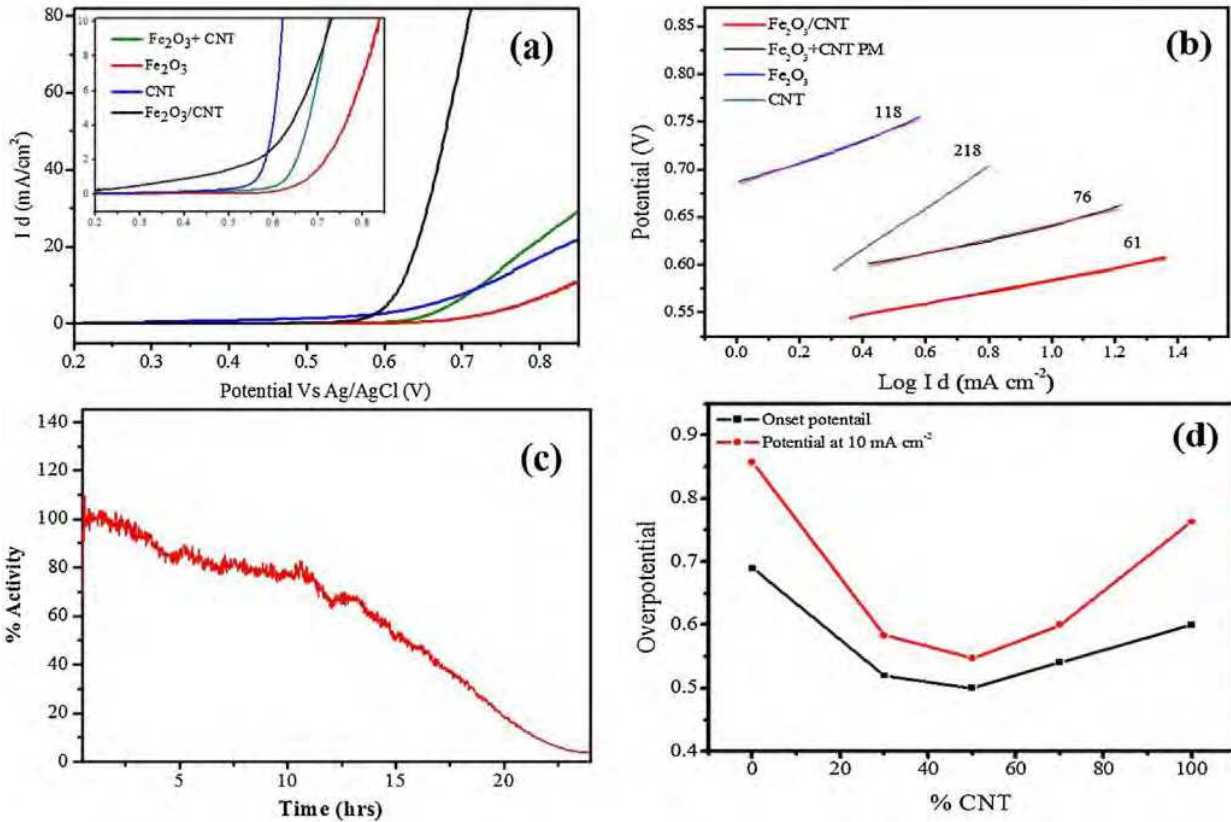 (a)
Fe₂O₃+ CNT
Fe₂O₃
CNT
Fe₂O₃/CNT
10
8
6
4
2
0
0.2 0.3 0.4 0.5 0.6 0.7 0.8
80
60
40
20
0
I d (mA/cm²)
0.2 0.3 0.4 0.5 0.6 0.7 0.8
Potential Vs Ag/AgCl (V)
(b)
Fe₂O₃/CNT
Fe₂O₃+CNT PM
Fe₂O₃
CNT
118
218
76
61
0.85
0.80
0.75
0.70
0.65
0.60
0.55
Potential (V)
0.0 0.2 0.4 0.6 0.8 1.0 1.2 1.4
Log I d (mA cm⁻²)
(c)
140
120
100
80
60
40
20
0
% Activity
5 10 15 20
Time (hrs)
(d)
Onset potentail
Potential at 10 mA cm⁻²
0.9
0.8
0.7
0.6
0.5
0.4
Overpotential
0 20 40 60 80 100
% CNT